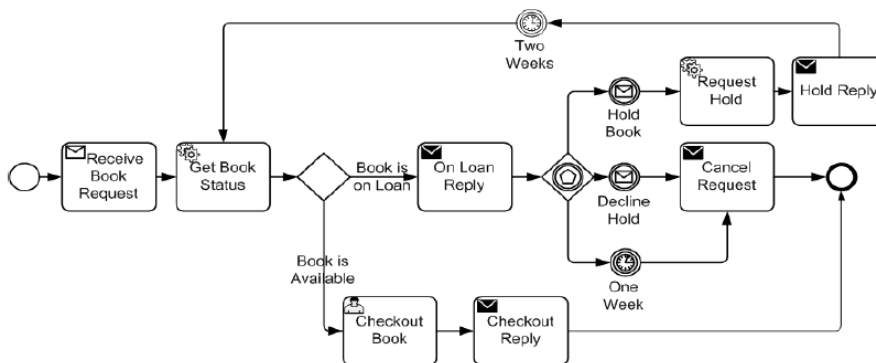 Two
Weeks
Request
Hold
Hold Reply
Hold
Book
Receive
Book
Request
Get Book
Status
Book is
on Loan
On Loan
Reply
Cancel
Request
Decline
Hold
Book is
Available
One
Week
Checkout
Book
Checkout
Reply